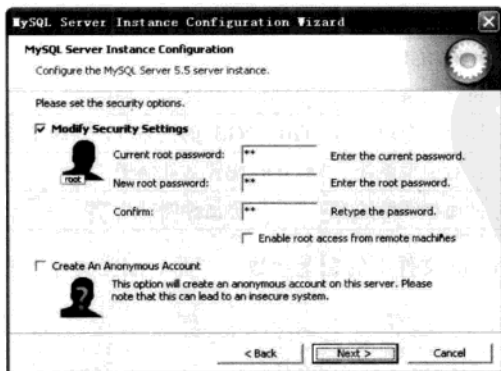 MySQL Server Instance Configuration Wizard
MySQL Server Instance Configuration
Configure the MySQL Server 5.5 server instance.
Please set the security options.
Modify Security Settings
root
Current root password: ** Enter the current password.
New root password: ** Enter the root password.
Confirm: ** Retype the password.
Enable root access from remote machines
Create An Anonymous Account
?
This option will create an anonymous account on this server. Please
note that this can lead to an insecure system.
< Back Next > Cancel